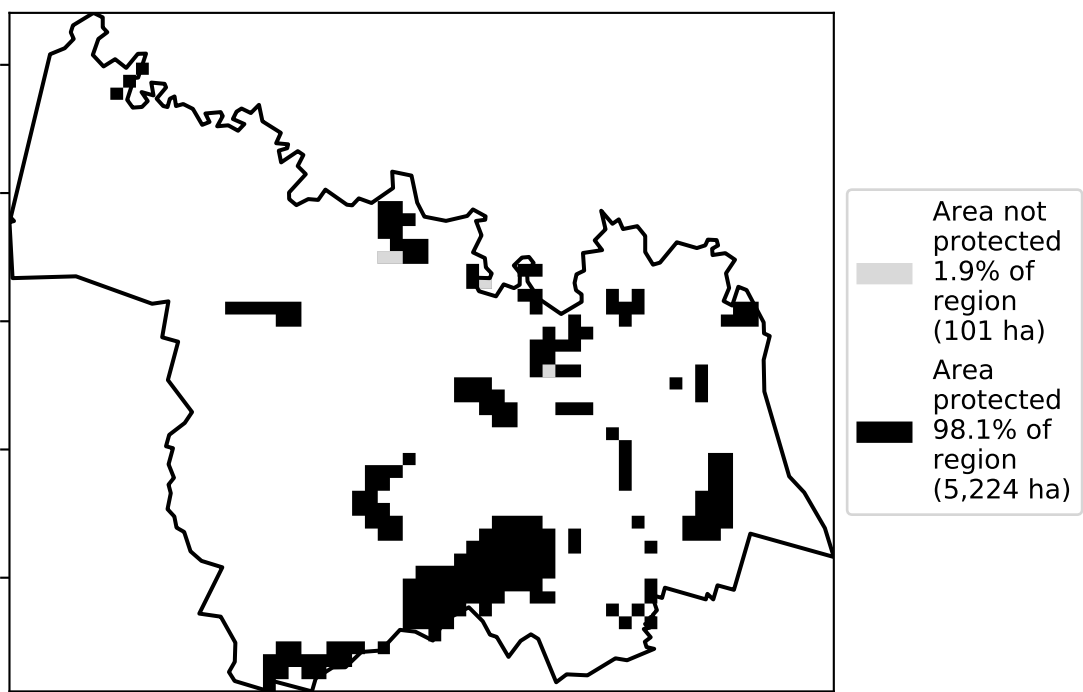 Area not
protected
1.9% of
region
(101 ha)
Area
protected
98.1% of
region
(5,224 ha)